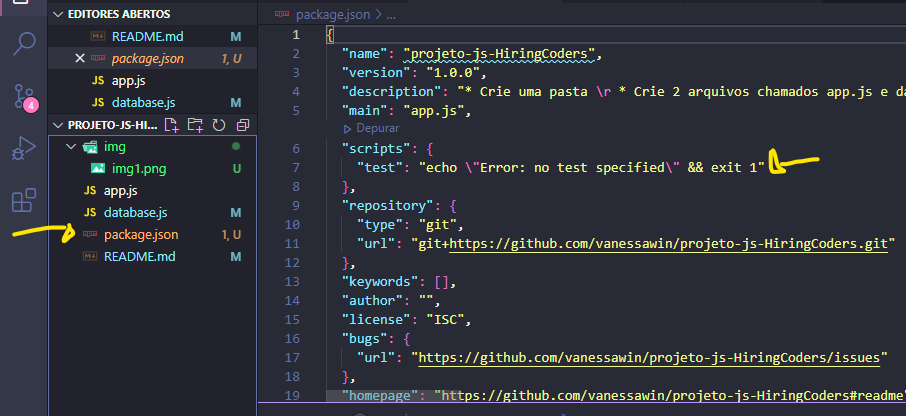 EDITORES ABERTOS
README.md M
package.json 1, U
JS app.js
JS database.js M
PROJETO-JS-HI...
img
img1.png U
JS app.js
JS database.js M
package.json 1, U
README.md M
4
package.json > ...
1 {
2 "name": "projeto-js-HiringCoders",
3 "version": "1.0.0",
4 "description": "* Crie uma pasta \r * Crie 2 arquivos chamados app.js e da
5 "main": "app.js",
Depurar
6 "scripts": {
7 "test": "echo \"Error: no test specified\" && exit 1"
8 },
9 "repository": {
10 "type": "git",
11 "url": "git+https://github.com/vanessawin/projeto-js-HiringCoders.git"
12 },
13 "keywords": [],
14 "author": "",
15 "license": "ISC",
16 "bugs": {
17 "url": "https://github.com/vanessawin/projeto-js-HiringCoders/issues"
18 },
19 "homepage": "https://github.com/vanessawin/projeto-js-HiringCoders#readme"